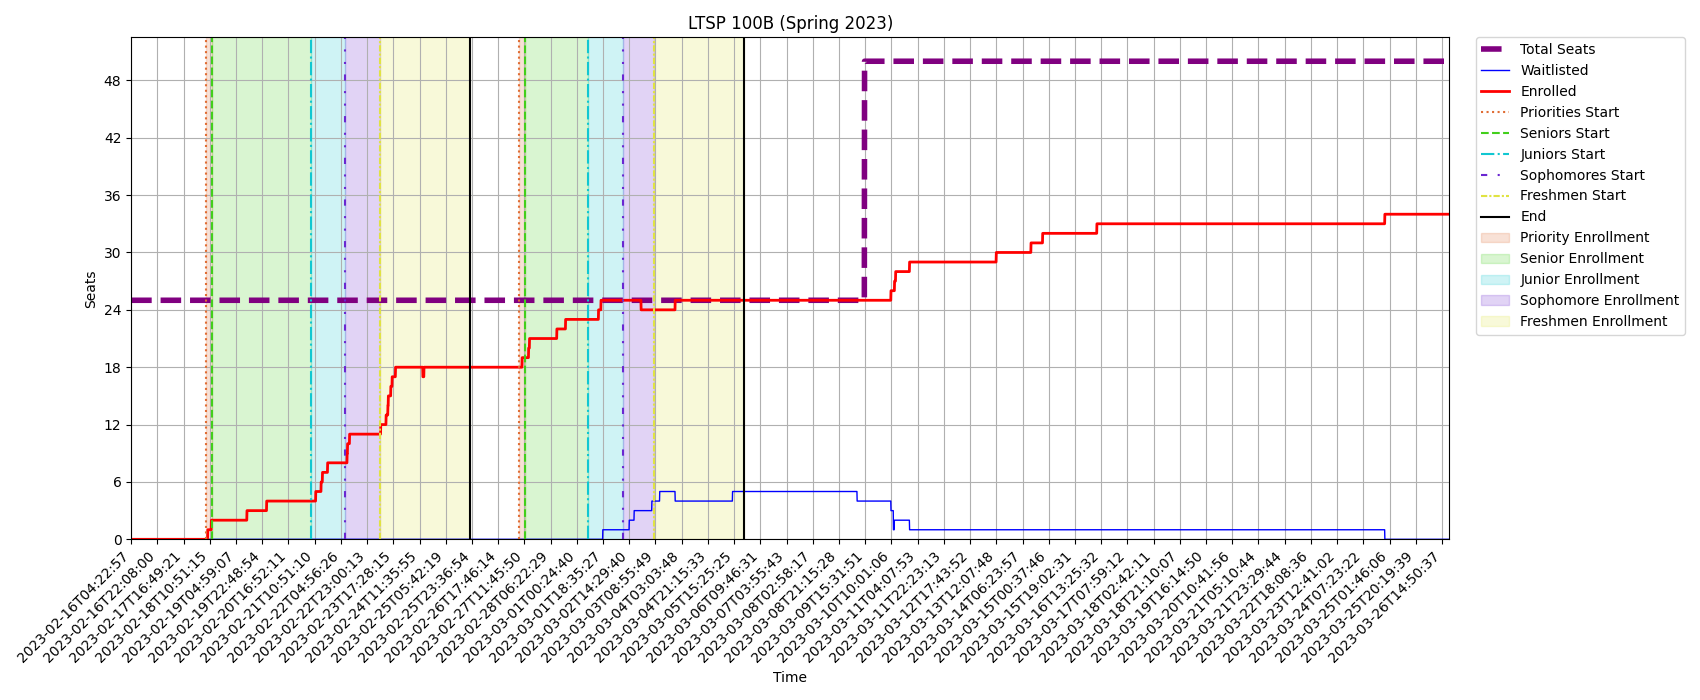 LTSP 100B (Spring 2023)
Seats
48
42
36
30
24
18
12
6
0
2023-02-16T04:22:57
2023-02-16T22:08:00
2023-02-17T16:49:21
2023-02-18T10:51:15
2023-02-19T04:59:07
2023-02-19T22:48:54
2023-02-20T16:52:11
2023-02-21T10:51:10
2023-02-22T04:56:26
2023-02-22T23:00:13
2023-02-23T17:28:15
2023-02-24T11:35:55
2023-02-25T05:42:19
2023-02-25T23:36:54
2023-02-26T17:46:14
2023-02-27T11:45:50
2023-02-28T06:22:29
2023-03-01T00:24:40
2023-03-01T18:35:27
2023-03-02T14:29:40
2023-03-03T08:55:49
2023-03-04T03:03:48
2023-03-04T21:15:33
2023-03-05T15:25:25
2023-03-06T09:46:31
2023-03-07T03:55:43
2023-03-08T02:58:17
2023-03-08T21:15:28
2023-03-09T15:31:51
2023-03-10T10:01:06
2023-03-11T04:07:53
2023-03-11T22:23:13
2023-03-12T17:43:52
2023-03-13T12:07:48
2023-03-14T06:23:57
2023-03-15T00:37:46
2023-03-15T19:02:31
2023-03-16T13:25:32
2023-03-17T07:59:12
2023-03-18T02:42:11
2023-03-18T21:10:07
2023-03-19T16:14:50
2023-03-20T10:41:56
2023-03-21T05:10:44
2023-03-21T23:29:44
2023-03-22T18:08:36
2023-03-23T12:41:02
2023-03-24T07:23:22
2023-03-25T01:46:06
2023-03-25T20:19:39
2023-03-26T14:50:37
Time
Total Seats
Waitlisted
Enrolled
Priorities Start
Seniors Start
Juniors Start
Sophomores Start
Freshmen Start
End
Priority Enrollment
Senior Enrollment
Junior Enrollment
Sophomore Enrollment
Freshmen Enrollment